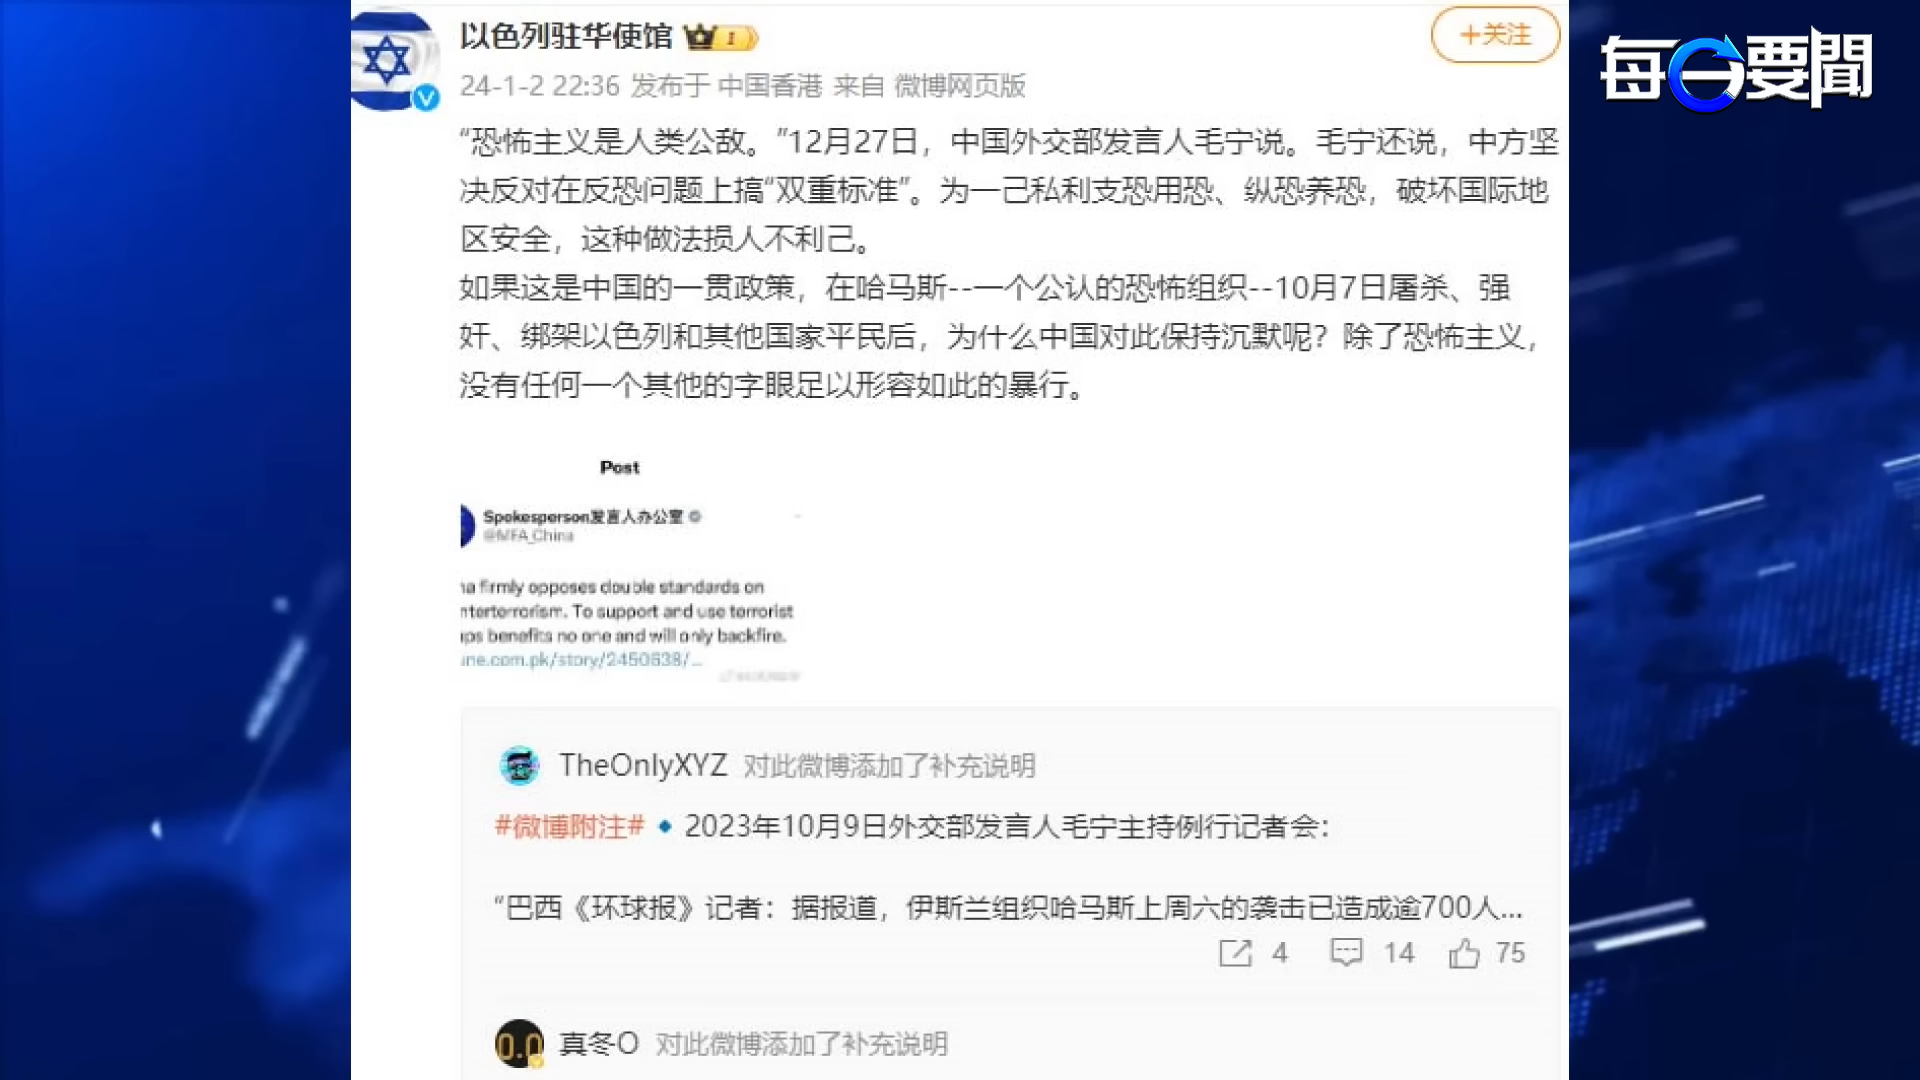 以色列驻华使馆
+关注
每日要聞
24-1-2 22:36 发布于 中国香港 来自 微博网页版
“恐怖主义是人类公敌。”12月27日，中国外交部发言人毛宁说。毛宁还说，中方坚
决反对在反恐问题上搞“双重标准”。为一己私利支恐用恐、纵恐养恐，破坏国际地
区安全，这种做法损人不利己。
如果这是中国的一贯政策，在哈马斯--一个公认的恐怖组织--10月7日屠杀、强
奸、绑架以色列和其他国家平民后，为什么中国对此保持沉默呢？除了恐怖主义，
没有任何一个其他的字眼足以形容如此的暴行。
Post
Spokesperson发言人办公室
@MFA_China
na firmly opposes double standards on
nterterrorism. To support and use terrorist
ups benefits no one and will only backfire.
une.com.pk/story/2450638/...
TheOnlyXYZ 对此微博添加了补充说明
#微博附注# 🔹2023年10月9日外交部发言人毛宁主持例行记者会：
“巴西《环球报》记者：据报道，伊斯兰组织哈马斯上周六的袭击已造成逾700人...
4 14 75
0.0 真冬O 对此微博添加了补充说明